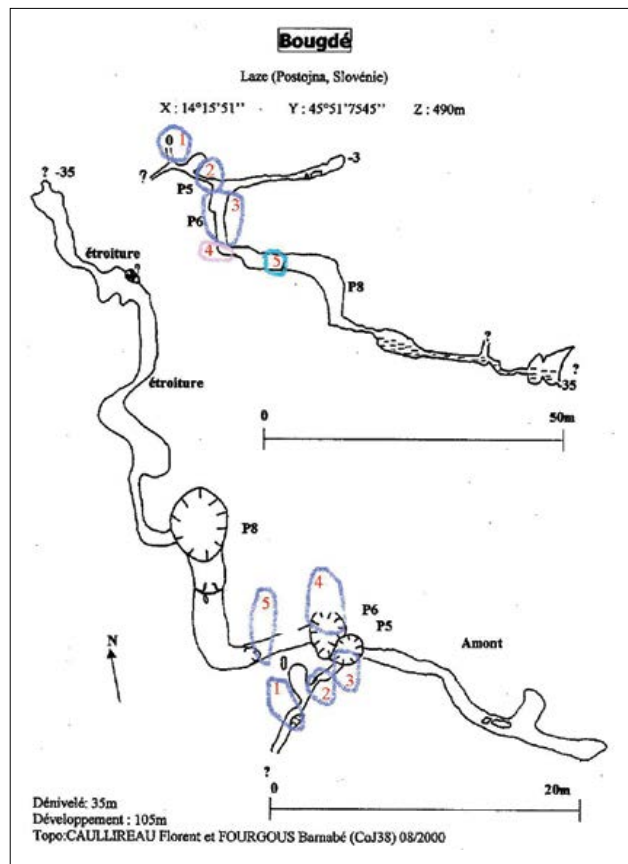 Bougdé
Laze (Postojna, Slovénie)
X : 14°15'51'' Y : 45°51'7545'' Z : 490m
0 1
? 2 -3
P5
3
P6
4
5
P8
?
?
-35
0 50m
? -35
étroiture
?
étroiture
P8
4
P6
5 P5
Amont
N
0
1 2 3
?
0 20m
Dénivelé: 35m
Développement : 105m
Topo:CAULLIREAU Florent et FOURGOUS Barnabé (CoJ38) 08/2000